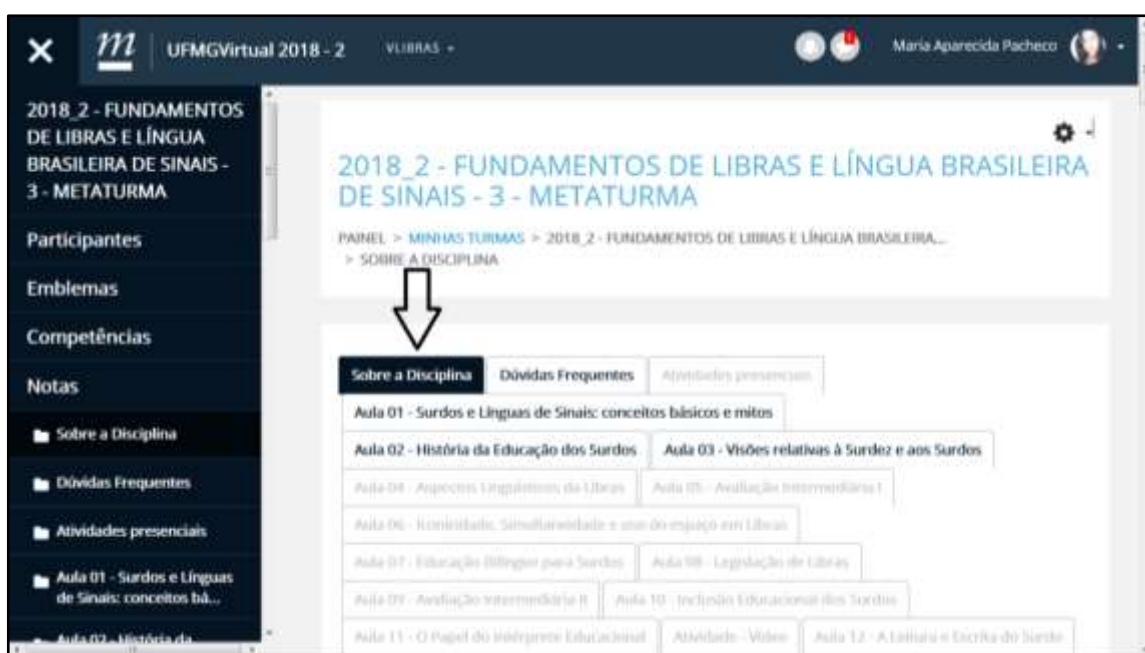 m UFMGVirtual 2018 - 2 VLIBRAS Maria Aparecida Pacheco
2018_2 - FUNDAMENTOS
DE LIBRAS E LÍNGUA
BRASILEIRA DE SINAIS -
3 - METATURMA
Participantes
Emblemas
Competências
Notas
Sobre a Disciplina
Dúvidas Frequentes
Atividades presenciais
Aula 01 - Surdos e Línguas
de Sinais: conceitos bá...
Aula 02 - História da
2018_2 - FUNDAMENTOS DE LIBRAS E LÍNGUA BRASILEIRA
DE SINAIS - 3 - METATURMA
PAINEL > MINHAS TURMAS > 2018_2 - FUNDAMENTOS DE LIBRAS E LÍNGUA BRASILEIRA...
> SOBRE A DISCIPLINA
Sobre a Disciplina Dúvidas Frequentes Atividades presenciais
Aula 01 - Surdos e Línguas de Sinais: conceitos básicos e mitos
Aula 02 - História da Educação dos Surdos Aula 03 - Visões relativas à Surdez e aos Surdos
Aula 04 - Aspectos Linguísticos da Libras Aula 05 - Avaliação Intermediária I
Aula 06 - Iconicidade, Simultaneidade e uso do espaço em Libras
Aula 07 - Educação Bilíngue para Surdos Aula 08 - Legislação de Libras
Aula 09 - Avaliação Intermediária II Aula 10 - Inclusão Educacional dos Surdos
Aula 11 - O Papel do Intérprete Educacional Atividade - Vídeo Aula 12 - A Leitura e Escrita do Surdo